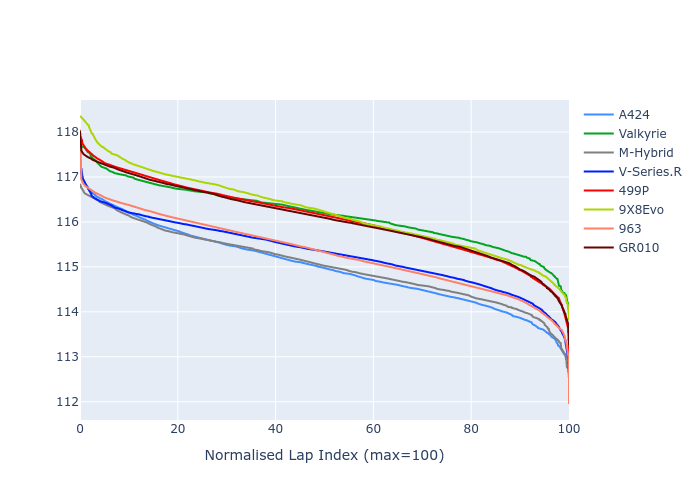 118
117
116
115
114
113
112
0 20 40 60 80 100
Normalised Lap Index (max=100)
A424
Valkyrie
M-Hybrid
V-Series.R
499P
9X8Evo
963
GR010